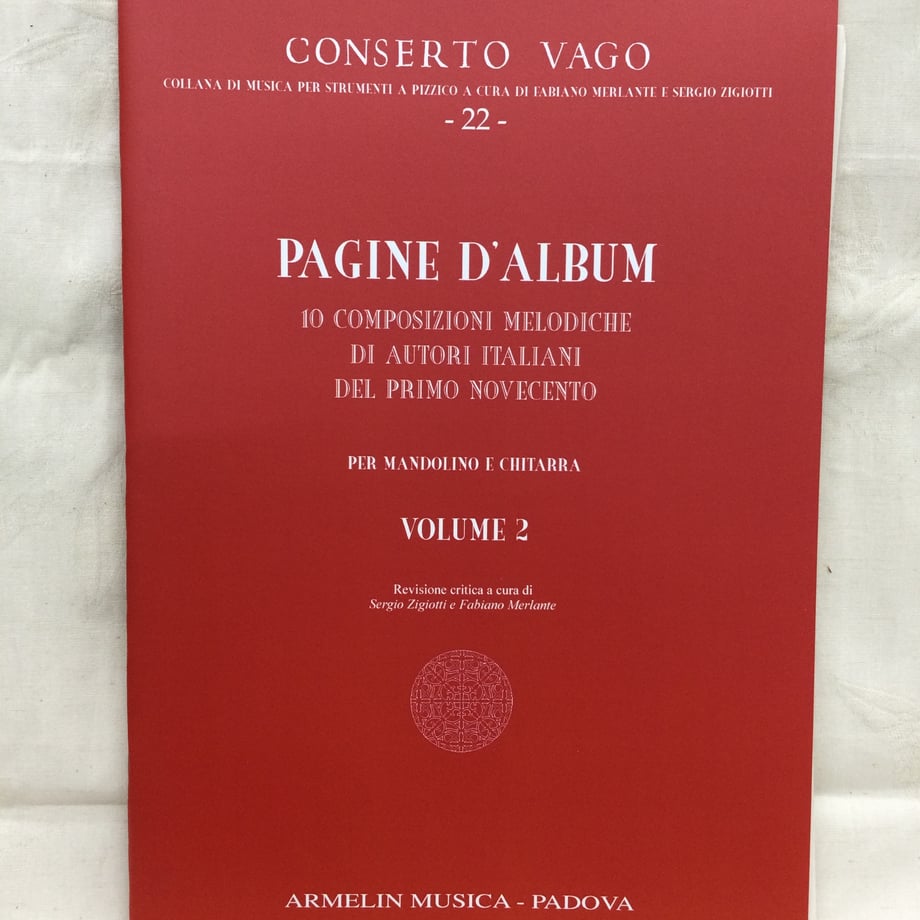 CONSERTO VAGO
COLLANA DI MUSICA PER STRUMENTI A PIZZICO A CURA DI FABIANO MERLANTE E SERGIO ZIGIOTTI
- 22 -
PAGINE D'ALBUM
10 COMPOSIZIONI MELODICHE
DI AUTORI ITALIANI
DEL PRIMO NOVECENTO
PER MANDOLINO E CHITARRA
VOLUME 2
Revisione critica a cura di
Sergio Zigiotti e Fabiano Merlante
ARMELIN MUSICA - PADOVA